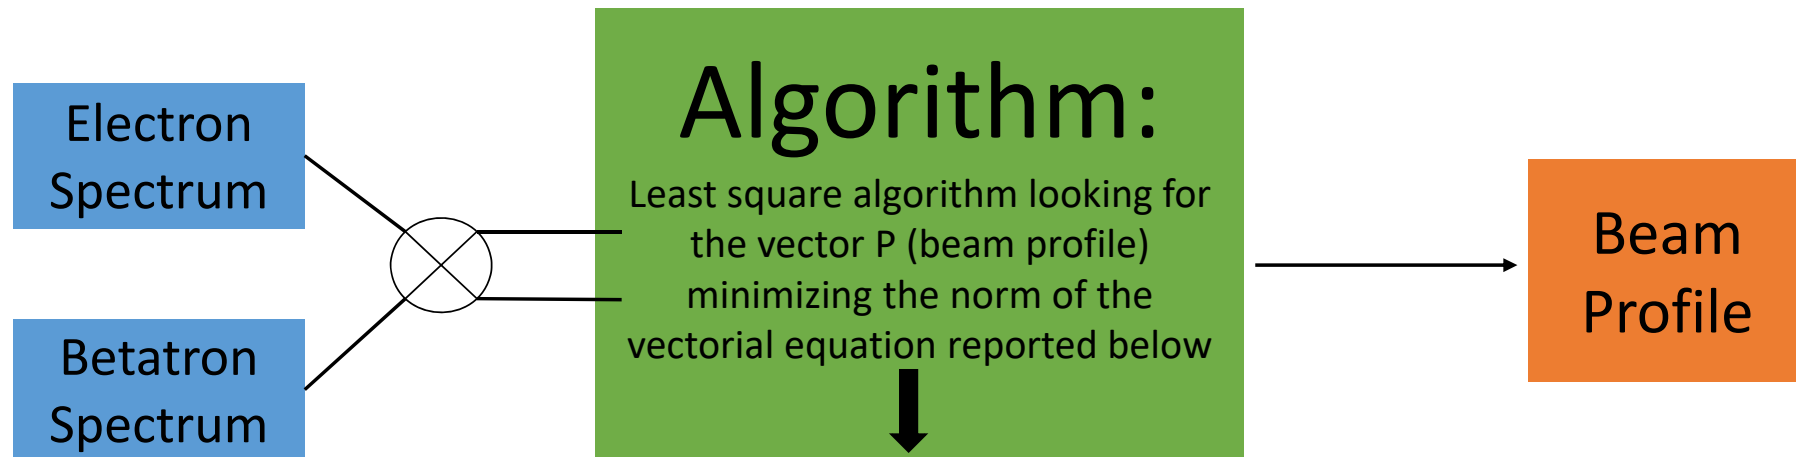 Electron
Spectrum
Betatron
Spectrum
Algorithm:
Least square algorithm looking for
the vector P (beam profile)
minimizing the norm of the
vectorial equation reported below
Beam
Profile